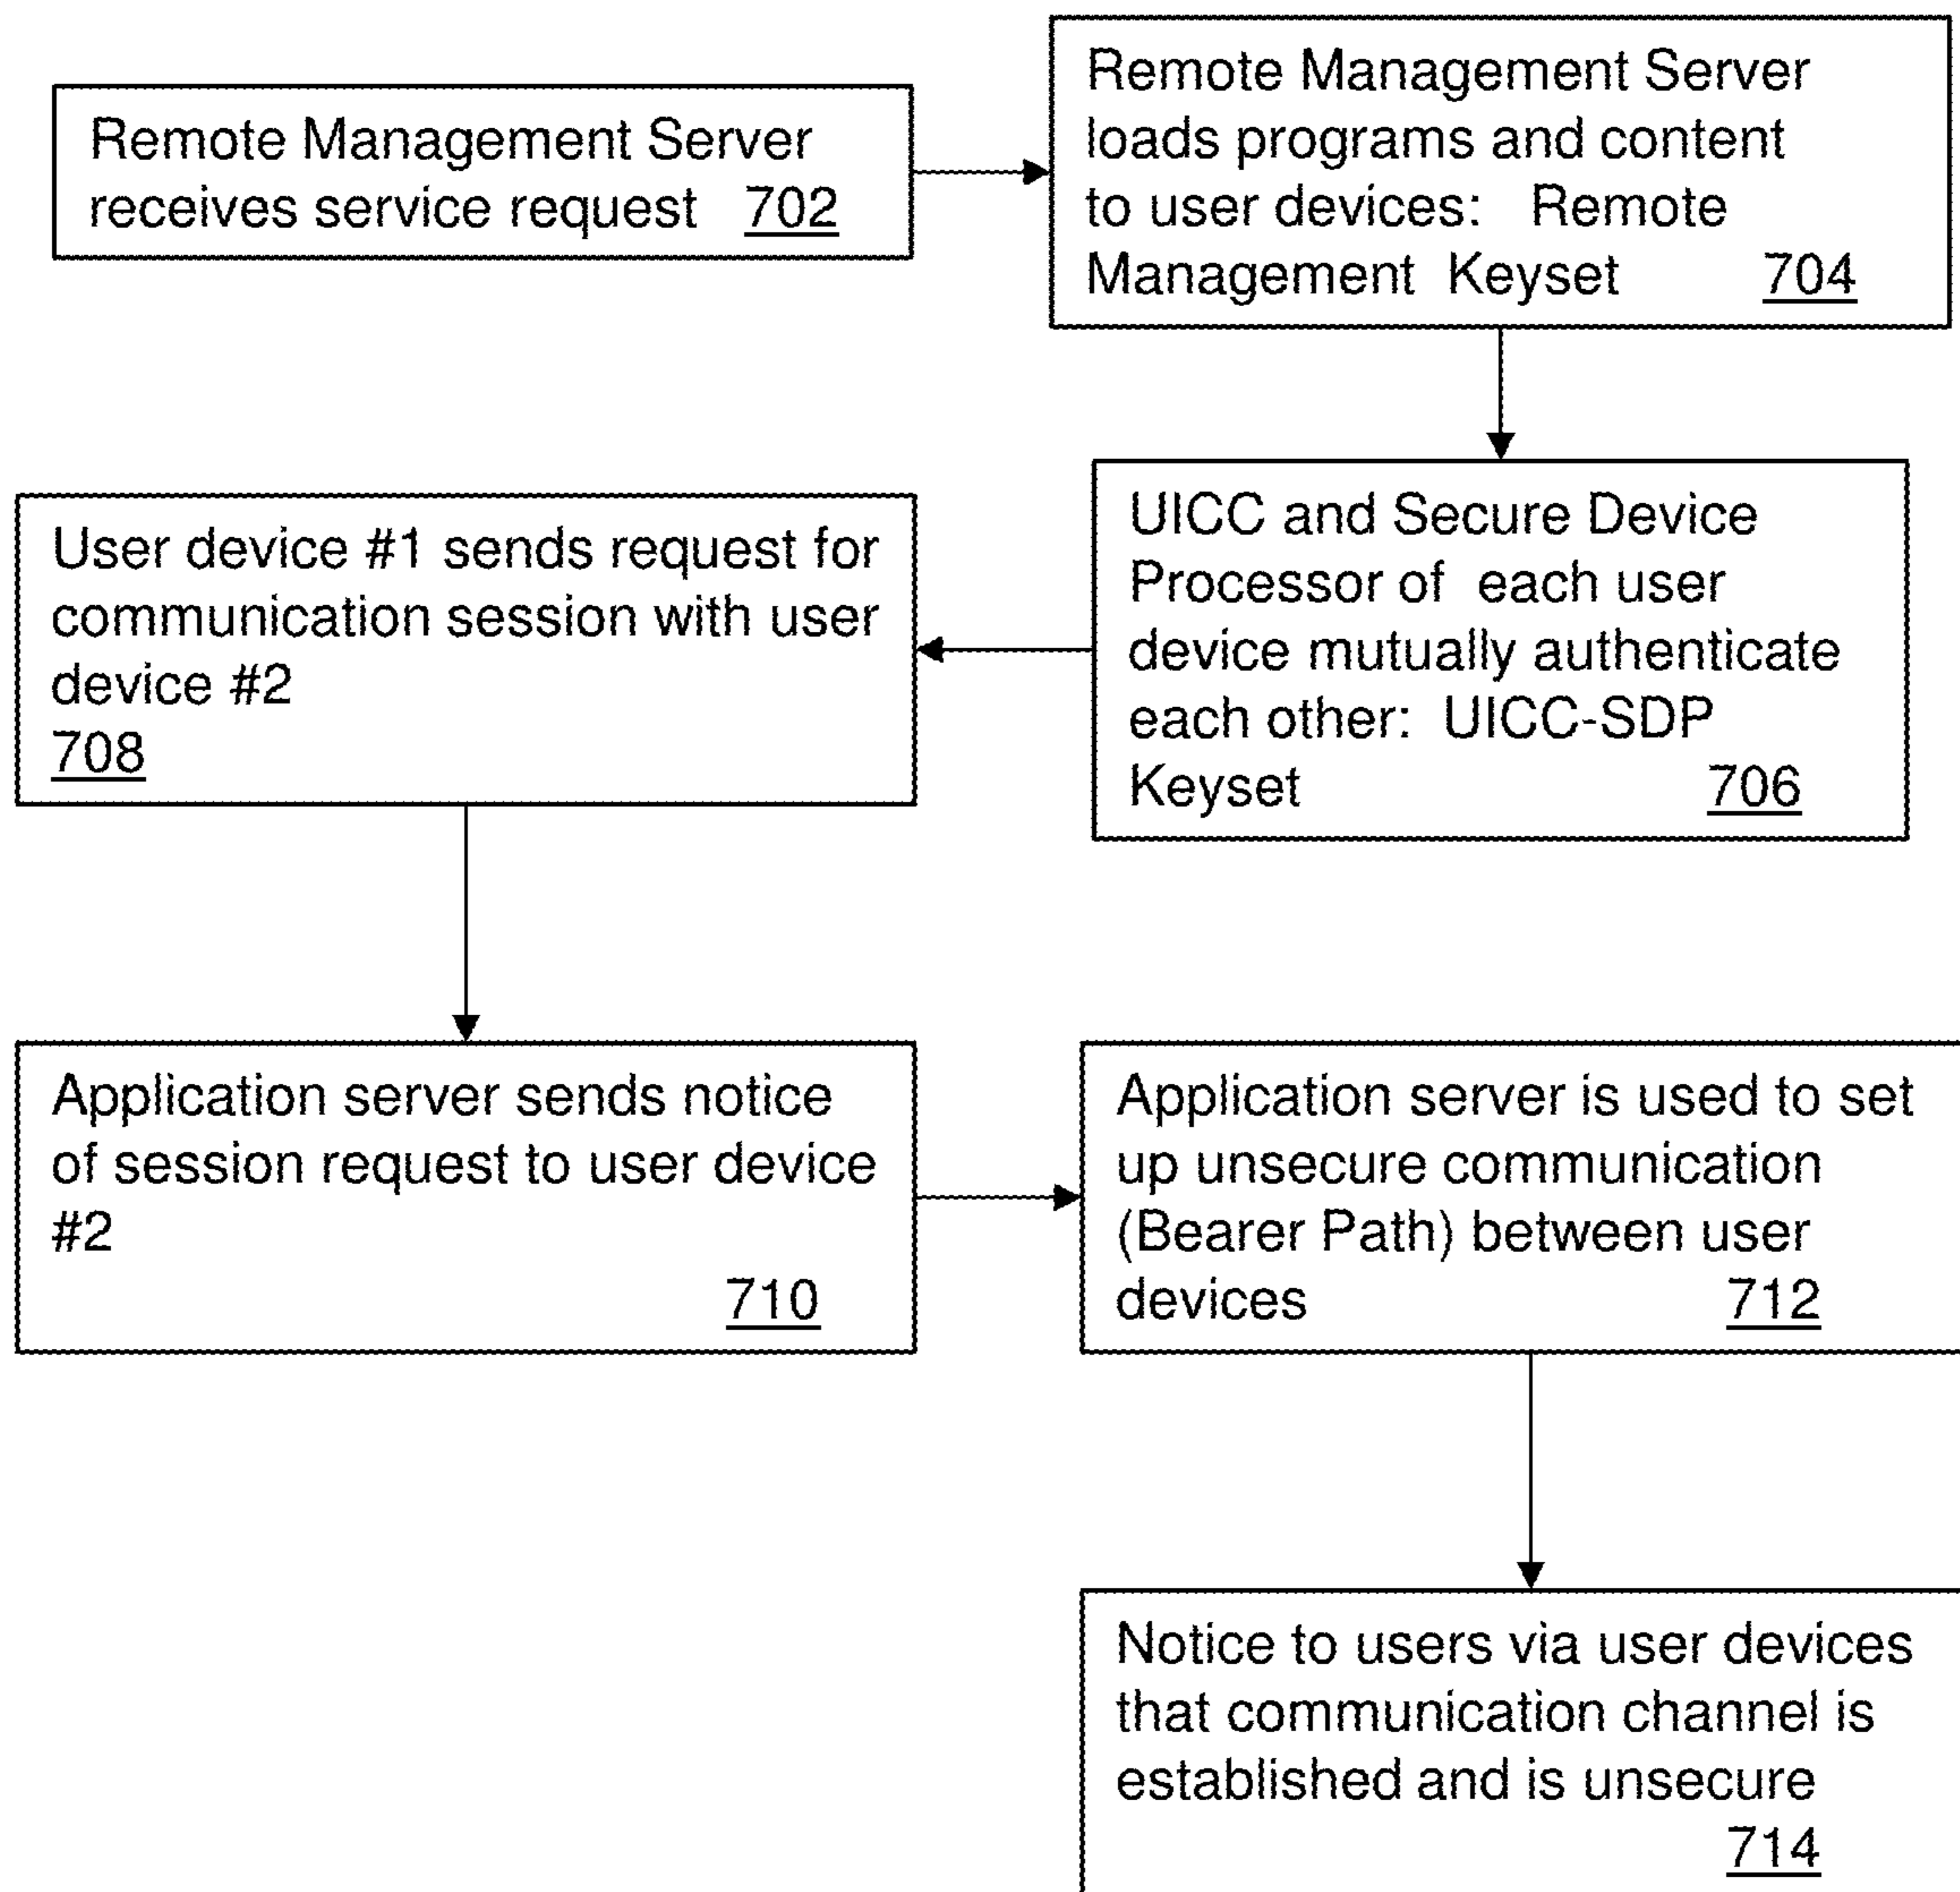 Remote Management Server
receives service request 702
Remote Management Server
loads programs and content
to user devices: Remote
Management Keyset 704
UICC and Secure Device
Processor of each user
device mutually authenticate
each other: UICC-SDP
Keyset 706
User device #1 sends request for
communication session with user
device #2
708
Application server sends notice
of session request to user device
#2
710
Application server is used to set
up unsecure communication
(Bearer Path) between user
devices 712
Notice to users via user devices
that communication channel is
established and is unsecure
714